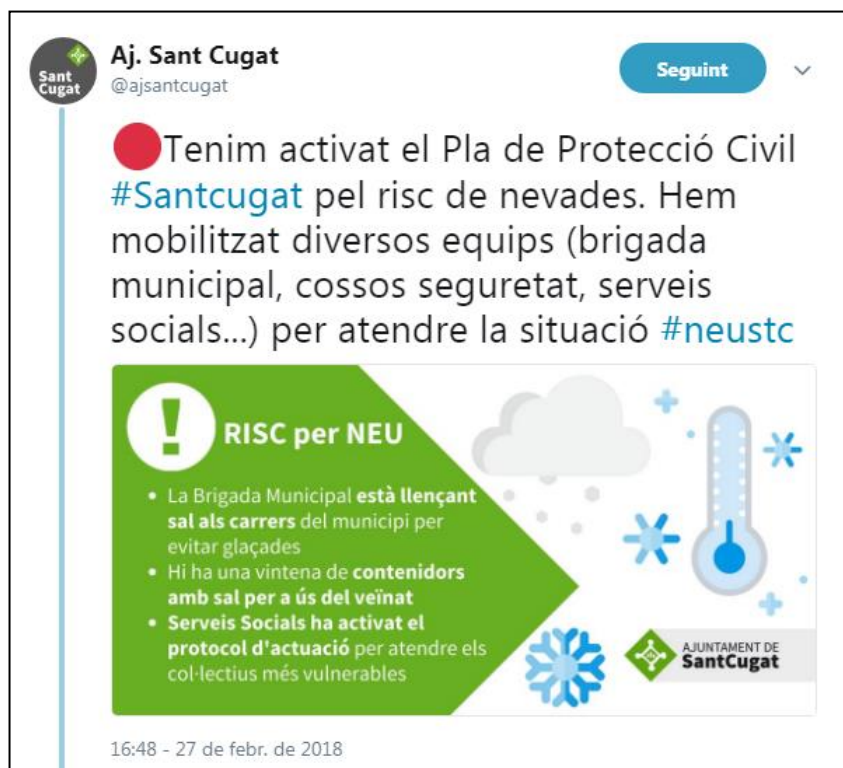 Sant
Cugat
Aj. Sant Cugat
@ajsantcugat
Seguint
🔴Tenim activat el Pla de Protecció Civil
#Santcugat pel risc de nevades. Hem
mobilitzat diversos equips (brigada
municipal, cossos seguretat, serveis
socials...) per atendre la situació #neustc
! RISC per NEU
• La Brigada Municipal està llençant
sal als carrers del municipi per
evitar glaçades
• Hi ha una vintena de contenidors
amb sal per a ús del veïnat
• Serveis Socials ha activat el
protocol d'actuació per atendre els
col·lectius més vulnerables
AJUNTAMENT DE
SantCugat
16:48 - 27 de febr. de 2018